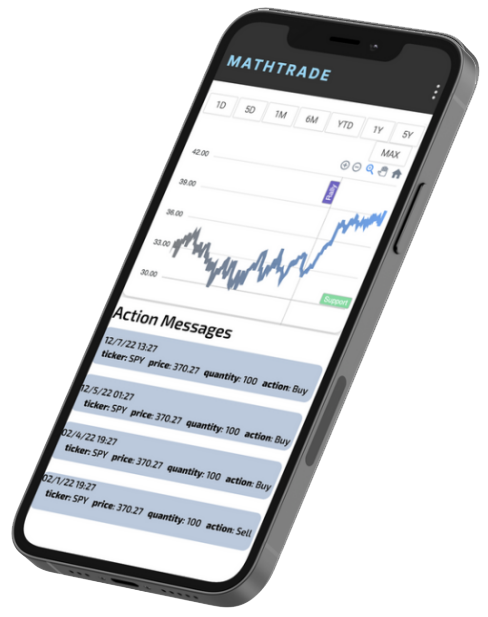 MATHTRADE
1D 5D 1M 6M YTD 1Y 5Y
MAX
42.00
Rally
39.00
36.00
33.00
30.00
Support
Action Messages
12/7/22 13:27
ticker: SPY price: 370.27 quantity: 100 action: Buy
12/5/22 01:27
ticker: SPY price: 370.27 quantity: 100 action: Buy
02/4/22 19:27
ticker: SPY price: 370.27 quantity: 100 action: Buy
02/1/22 19:27
ticker: SPY price: 370.27 quantity: 100 action: Sell